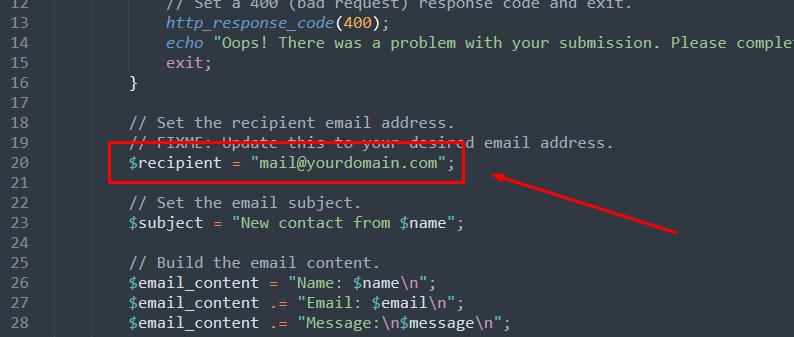 12 // Set a 400 (bad request) response code and exit.
13 http_response_code(400);
14 echo "Oops! There was a problem with your submission. Please comple
15 exit;
16 }
17
18 // Set the recipient email address.
19 // FIXME: Update this to your desired email address.
20 $recipient = "mail@yourdomain.com";
21
22 // Set the email subject.
23 $subject = "New contact from $name";
24
25 // Build the email content.
26 $email_content = "Name: $name\n";
27 $email_content .= "Email: $email\n";
28 $email_content .= "Message:\n$message\n";